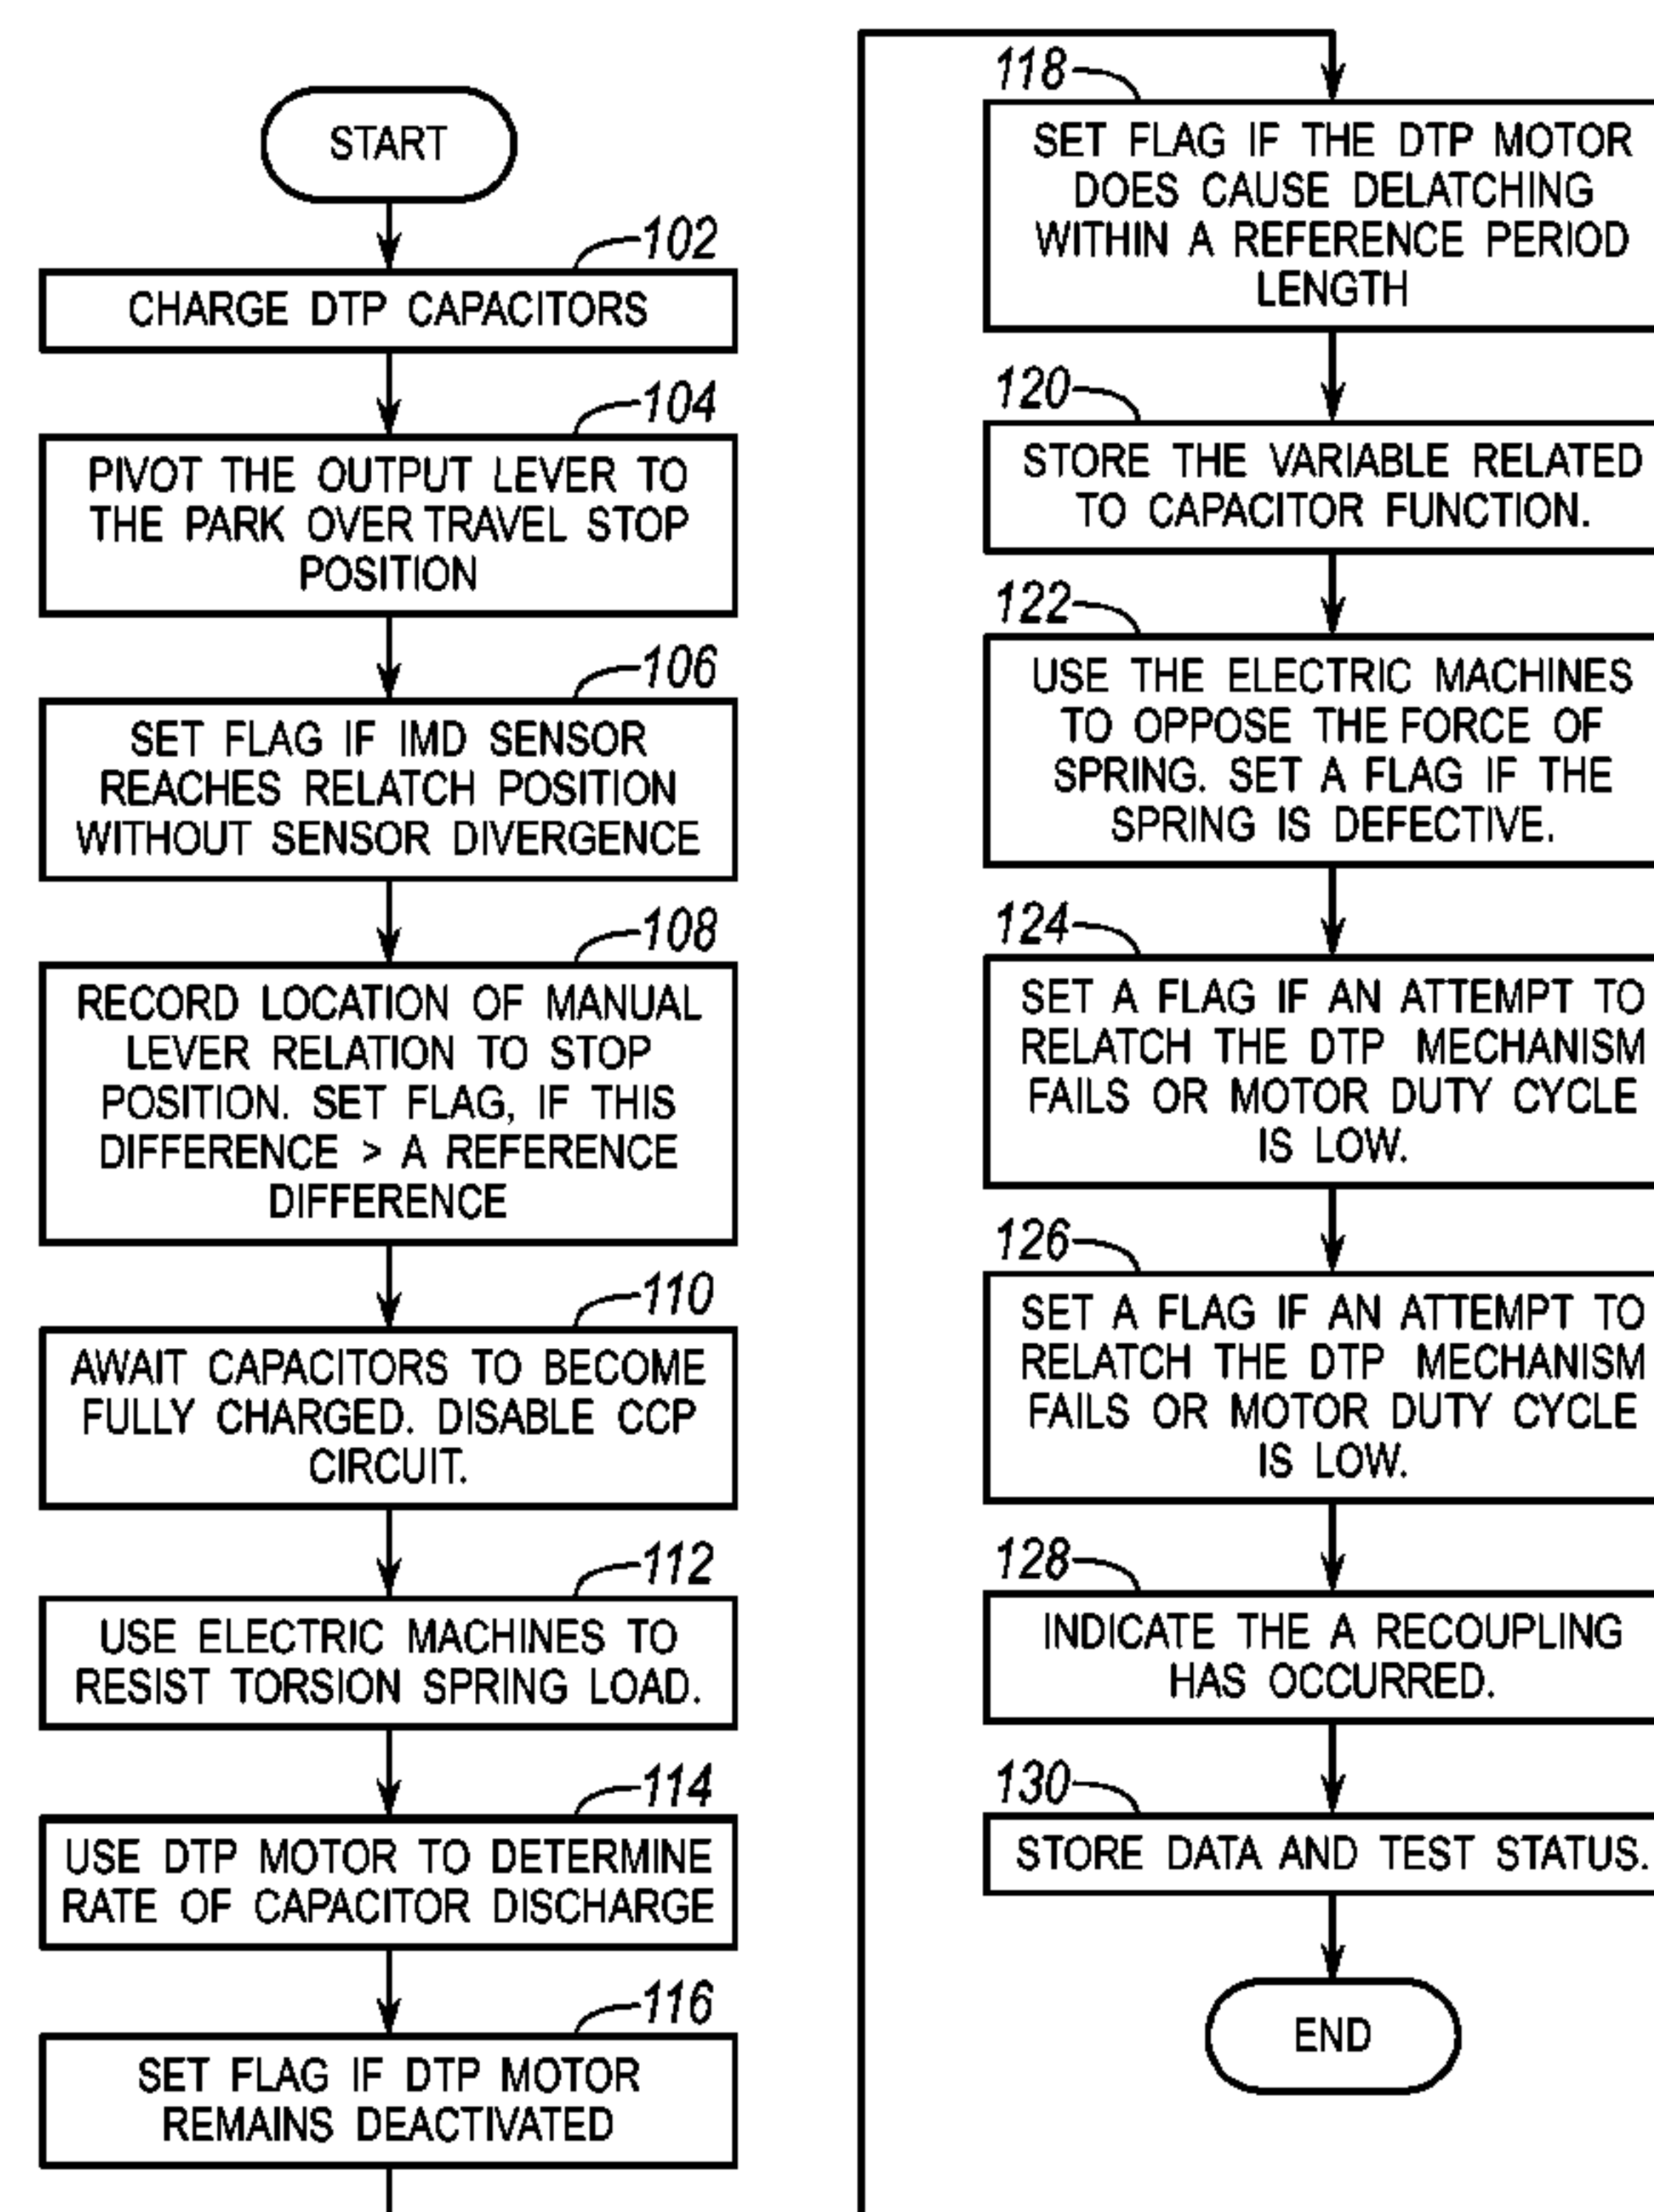 START
102
CHARGE DTP CAPACITORS
104
PIVOT THE OUTPUT LEVER TO
THE PARK OVER TRAVEL STOP
POSITION
106
SET FLAG IF IMD SENSOR
REACHES RELATCH POSITION
WITHOUT SENSOR DIVERGENCE
108
RECORD LOCATION OF MANUAL
LEVER RELATION TO STOP
POSITION. SET FLAG, IF THIS
DIFFERENCE > A REFERENCE
DIFFERENCE
110
AWAIT CAPACITORS TO BECOME
FULLY CHARGED. DISABLE CCP
CIRCUIT.
112
USE ELECTRIC MACHINES TO
RESIST TORSION SPRING LOAD.
114
USE DTP MOTOR TO DETERMINE
RATE OF CAPACITOR DISCHARGE
116
SET FLAG IF DTP MOTOR
REMAINS DEACTIVATED
118
SET FLAG IF THE DTP MOTOR
DOES CAUSE DELATCHING
WITHIN A REFERENCE PERIOD
LENGTH
120
STORE THE VARIABLE RELATED
TO CAPACITOR FUNCTION.
122
USE THE ELECTRIC MACHINES
TO OPPOSE THE FORCE OF
SPRING. SET A FLAG IF THE
SPRING IS DEFECTIVE.
124
SET A FLAG IF AN ATTEMPT TO
RELATCH THE DTP MECHANISM
FAILS OR MOTOR DUTY CYCLE
IS LOW.
126
SET A FLAG IF AN ATTEMPT TO
RELATCH THE DTP MECHANISM
FAILS OR MOTOR DUTY CYCLE
IS LOW.
128
INDICATE THE A RECOUPLING
HAS OCCURRED.
130
STORE DATA AND TEST STATUS.
END